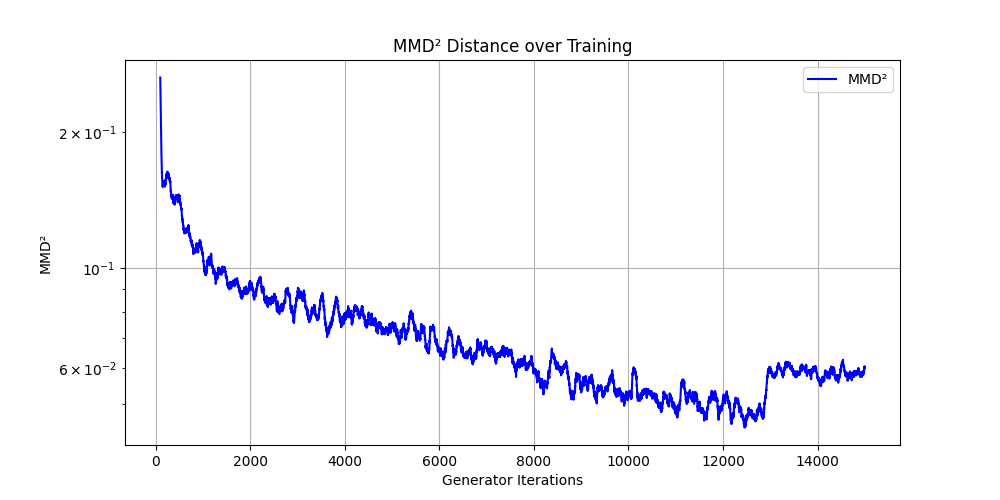 MMD² Distance over Training
MMD²
2 × 10⁻¹
10⁻¹
6 × 10⁻²
MMD²
0 2000 4000 6000 8000 10000 12000 14000
Generator Iterations